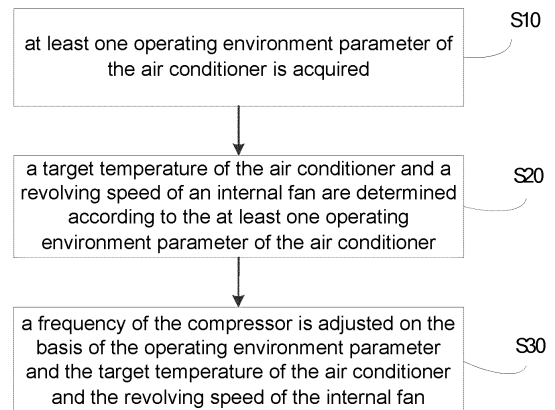 S10
at least one operating environment parameter of
the air conditioner is acquired
a target temperature of the air conditioner and a
revolving speed of an internal fan are determined
according to the at least one operating
environment parameter of the air conditioner
S20
a frequency of the compressor is adjusted on the
basis of the operating environment parameter
and the target temperature of the air conditioner
and the revolving speed of the internal fan
S30